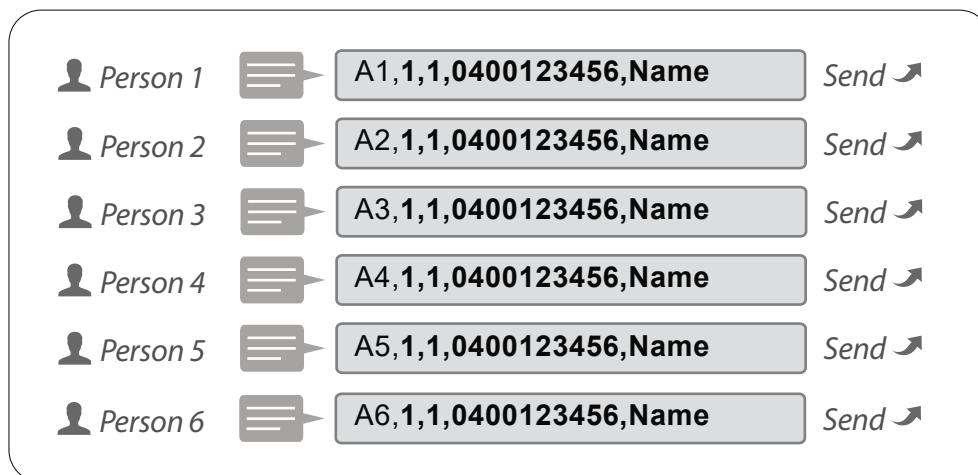 Person 1 A1,1,1,0400123456,Name Send
Person 2 A2,1,1,0400123456,Name Send
Person 3 A3,1,1,0400123456,Name Send
Person 4 A4,1,1,0400123456,Name Send
Person 5 A5,1,1,0400123456,Name Send
Person 6 A6,1,1,0400123456,Name Send